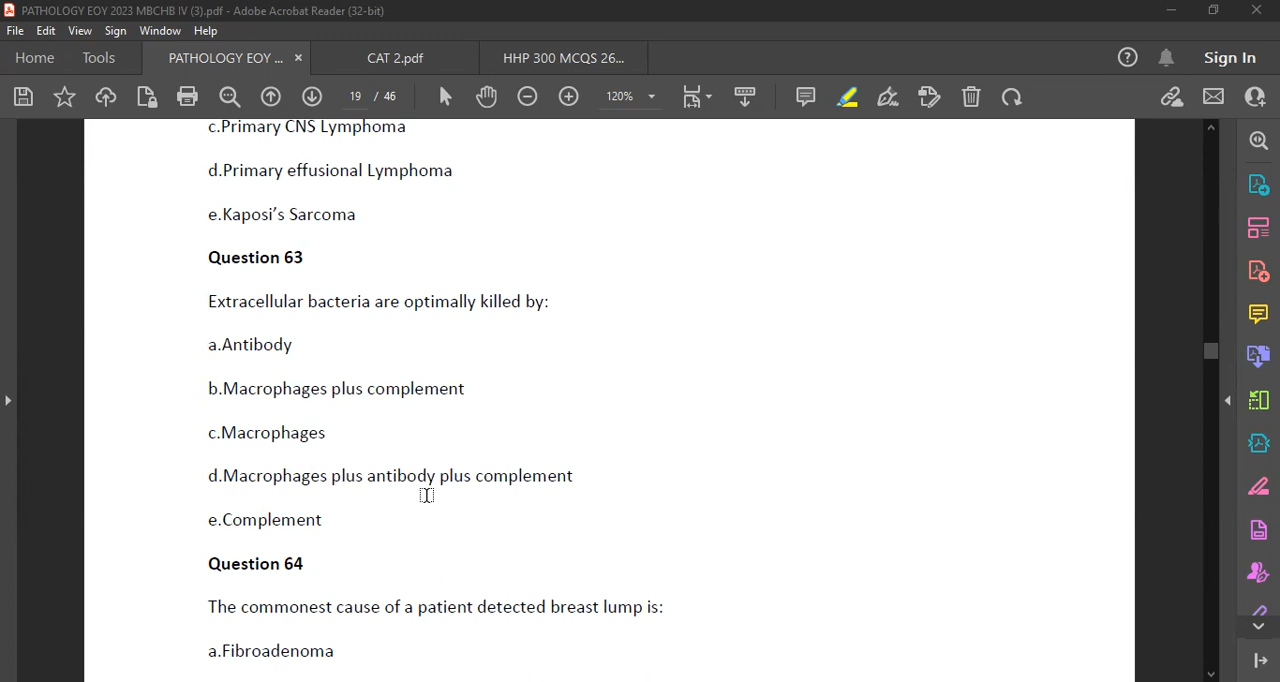 PATHOLOGY EOY 2023 MBCHB IV (3).pdf - Adobe Acrobat Reader (32-bit)
File Edit View Sign Window Help
Home Tools PATHOLOGY EOY ... × CAT 2.pdf HHP 300 MCQS 26... Sign In
19 / 46 120%
c.Primary CNS Lymphoma
d.Primary effusional Lymphoma
e.Kaposi’s Sarcoma
Question 63
Extracellular bacteria are optimally killed by:
a.Antibody
b.Macrophages plus complement
c.Macrophages
d.Macrophages plus antibody plus complement
e.Complement
Question 64
The commonest cause of a patient detected breast lump is:
a.Fibroadenoma